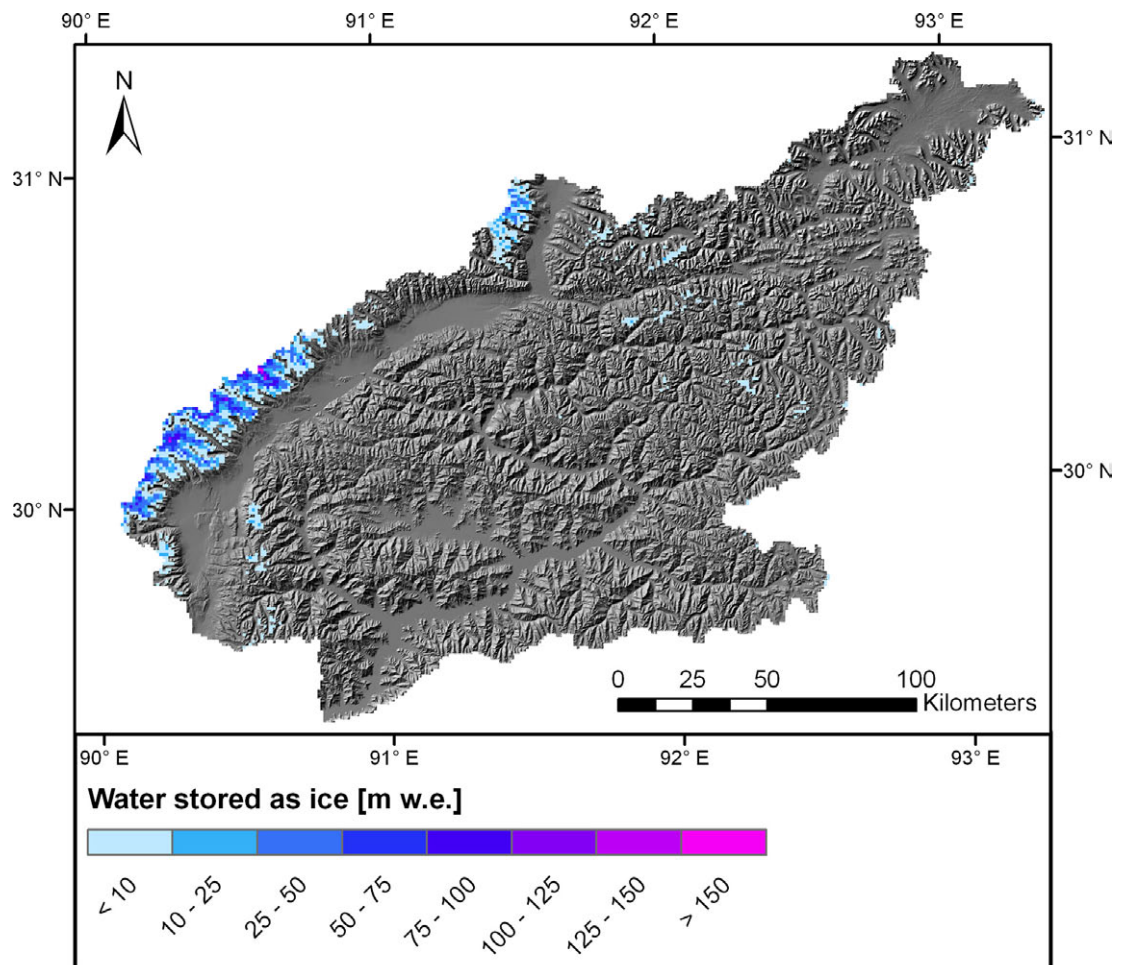 90° E 91° E 92° E 93° E
N
31° N
31° N
30° N
30° N
0 25 50 100
Kilometers
90° E 91° E 92° E 93° E
Water stored as ice [m w.e.]
< 10
10 - 25
25 - 50
50 - 75
75 - 100
100 - 125
125 - 150
> 150